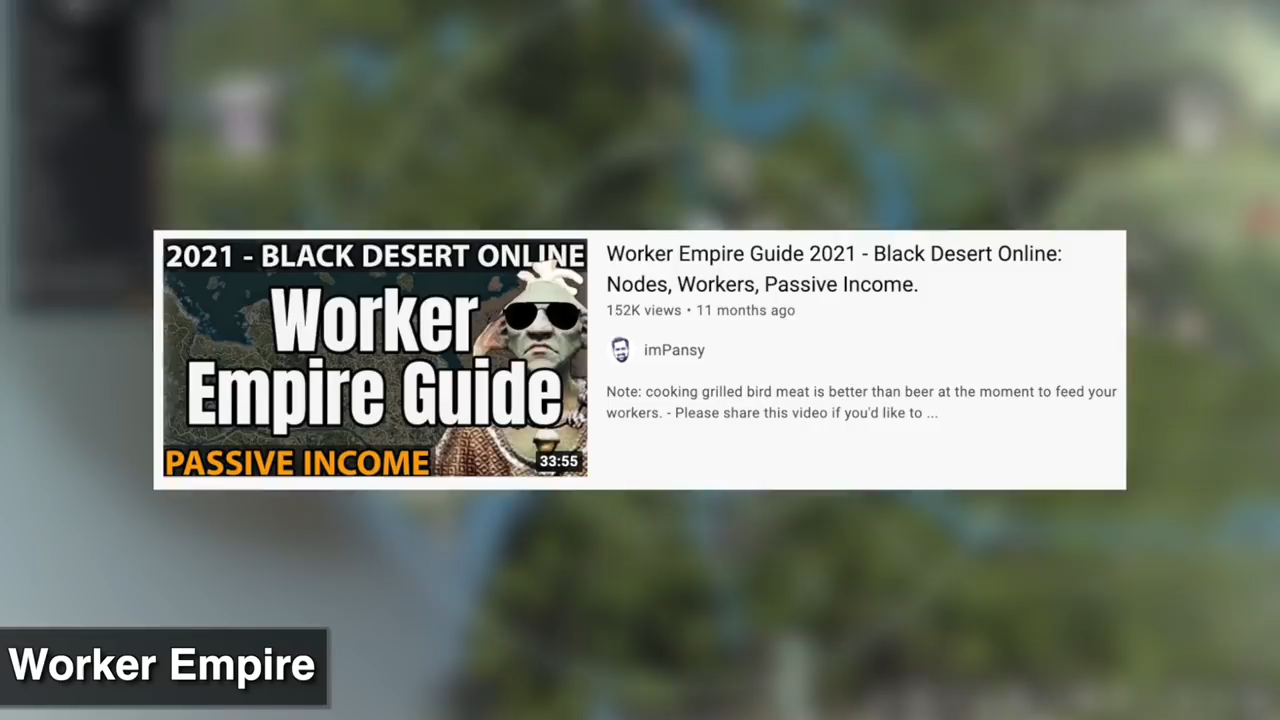 2021 - BLACK DESERT ONLINE
Worker
Empire Guide
PASSIVE INCOME
33:55
Worker Empire Guide 2021 - Black Desert Online:
Nodes, Workers, Passive Income.
152K views • 11 months ago
imPansy
Note: cooking grilled bird meat is better than beer at the moment to feed your
workers. - Please share this video if you'd like to ...
Worker Empire